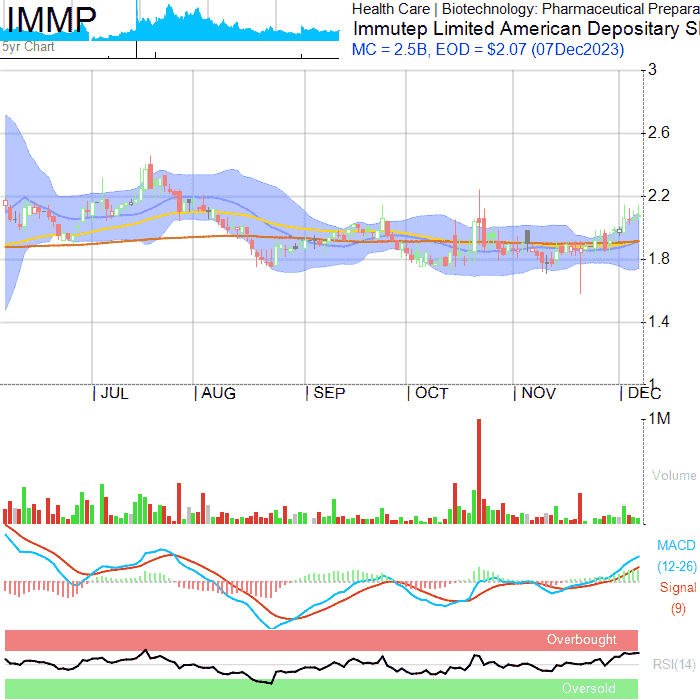 IMMP
5yr Chart
Health Care | Biotechnology: Pharmaceutical Prepara
Immutep Limited American Depositary S
MC = 2.5B, EOD = $2.07 (07Dec2023)
3
2.6
2.2
1.8
1.4
1
JUL AUG SEP OCT NOV DEC
1M
Volume
MACD
(12-26)
Signal
(9)
Overbought
RSI(14)
Oversold